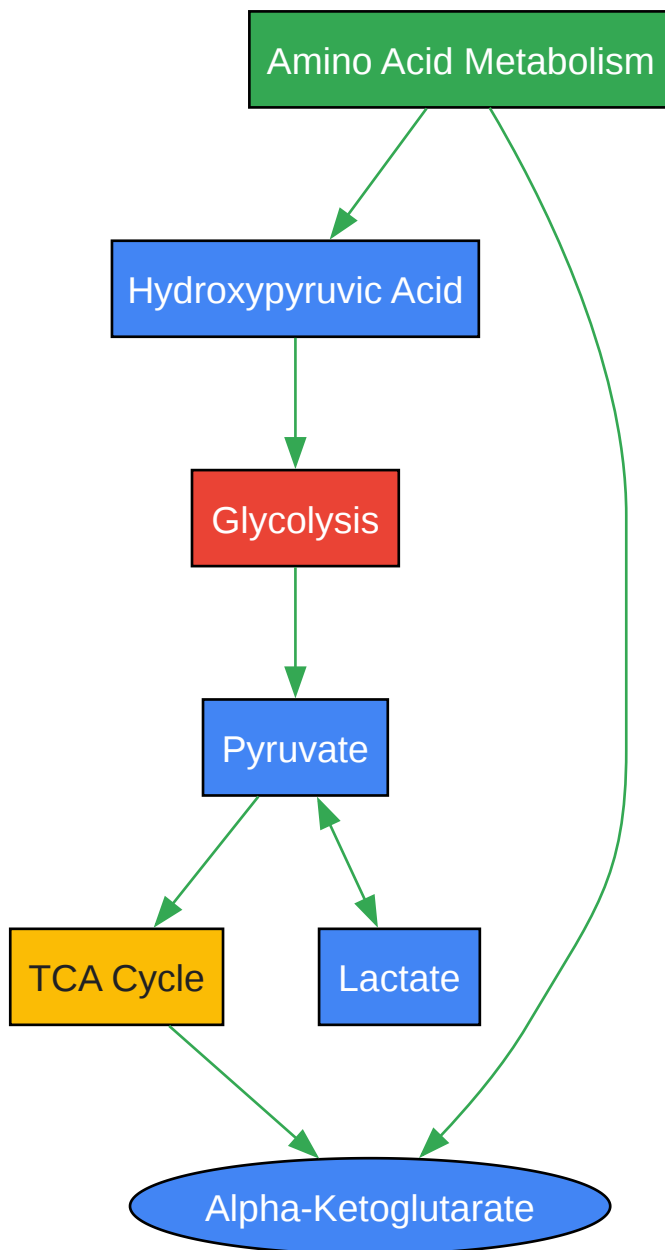 Amino Acid Metabolism
Hydroxypyruvic Acid
Glycolysis
Pyruvate
TCA Cycle
Lactate
Alpha-Ketoglutarate